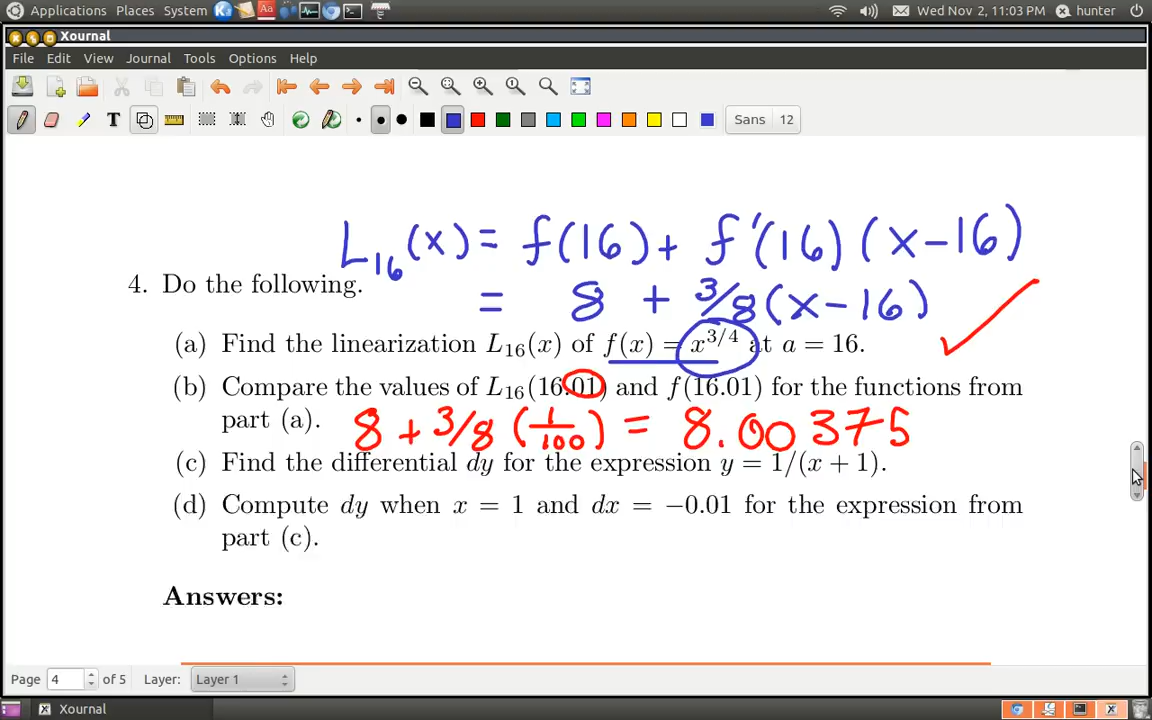 Applications Places System Aa Wed Nov 2, 11:03 PM hunter
Xournal
File Edit View Journal Tools Options Help
T Sans 12
L₁₆(x) = f(16) + f'(16)(x-16)
4. Do the following.
= 8 + 3/8(x-16)
(a) Find the linearization L₁₆(x) of f(x) = x^{3/4} at a = 16.
(b) Compare the values of L₁₆(16.01) and f(16.01) for the functions from
part (a). 8 + 3/8 (1/100) = 8.00375
(c) Find the differential dy for the expression y = 1/(x + 1).
(d) Compute dy when x = 1 and dx = −0.01 for the expression from
part (c).
Answers:
Page 4 of 5 Layer: Layer 1
X Xournal